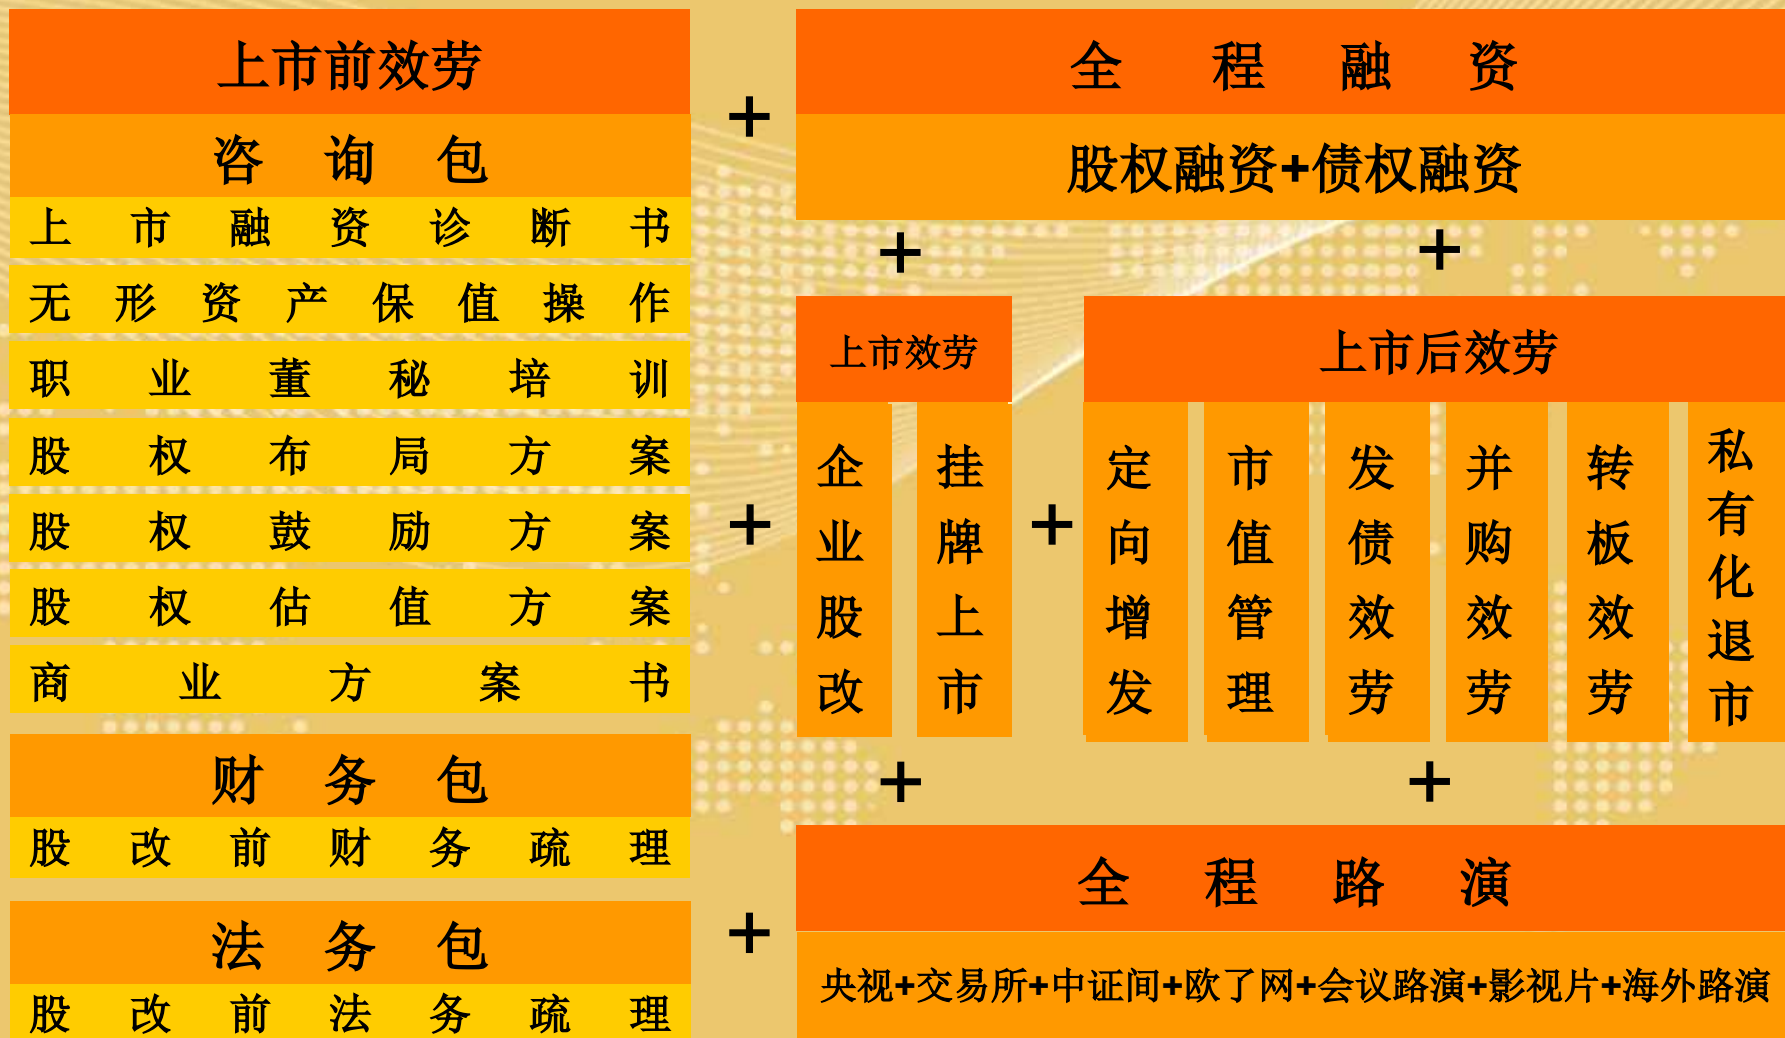 上市前效劳
咨询包
上市融资诊断书
无形资产保值操作
职业董秘培训
股权布局方案
股权鼓励方案
股权估值方案
商业方案书
财务包
股改前财务疏理
法务包
股改前法务疏理
+
全程融资
股权融资+债权融资
+
+
上市效劳
企业股改
挂牌上市
+
+
上市后效劳
定向增发
市值管理
发债效劳
并购效劳
转板效劳
私有化退市
+
+
+
全程路演
央视+交易所+中证间+欧了网+会议路演+影视片+海外路演